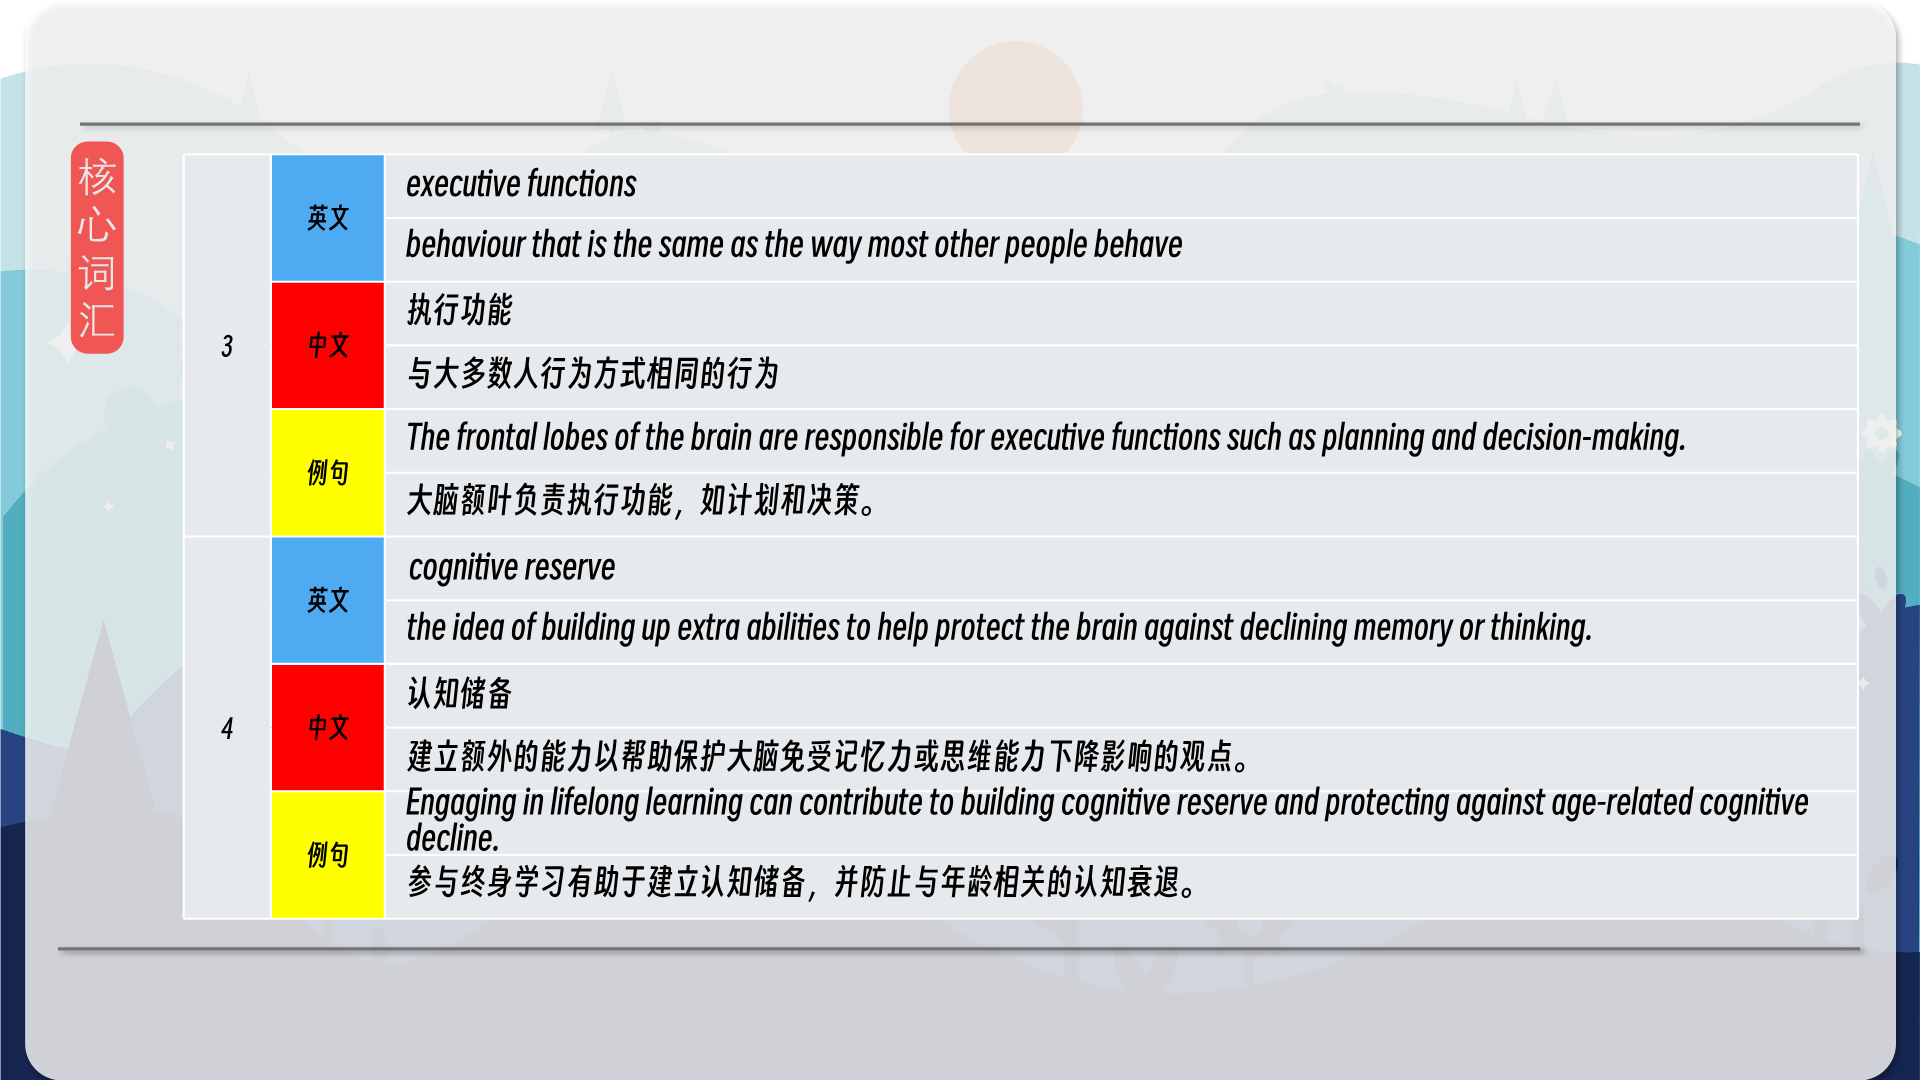 核
心
词
汇
3
英文
executive functions
behaviour that is the same as the way most other people behave
中文
执行功能
与大多数人行为方式相同的行为
例句
The frontal lobes of the brain are responsible for executive functions such as planning and decision-making.
大脑额叶负责执行功能，如计划和决策。
4
英文
cognitive reserve
the idea of building up extra abilities to help protect the brain against declining memory or thinking.
中文
认知储备
建立额外的能力以帮助保护大脑免受记忆力或思维能力下降影响的观点。
例句
Engaging in lifelong learning can contribute to building cognitive reserve and protecting against age-related cognitive
decline.
参与终身学习有助于建立认知储备，并防止与年龄相关的认知衰退。